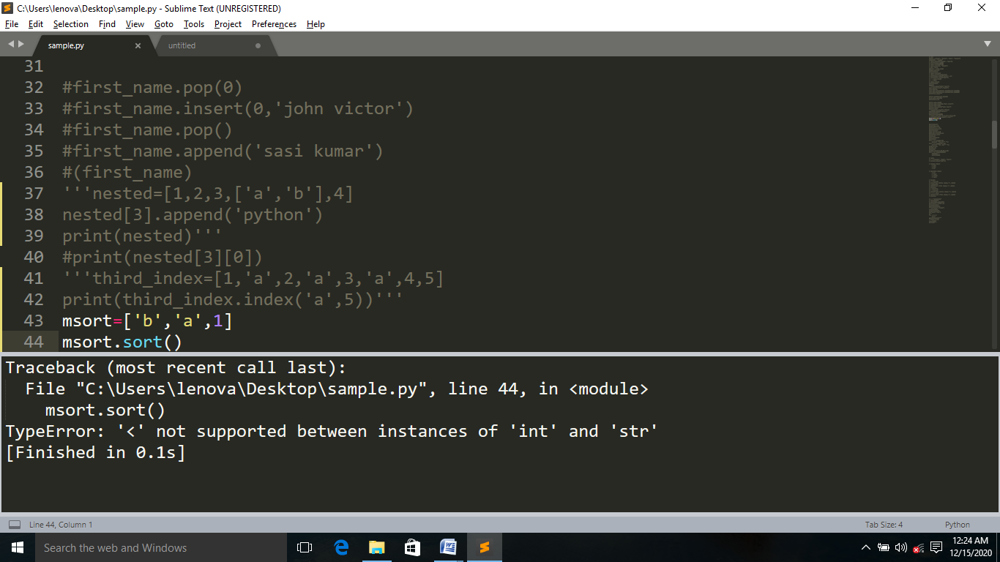 C:\Users\lenova\Desktop\sample.py - Sublime Text (UNREGISTERED)
File Edit Selection Find View Goto Tools Project Preferences Help
sample.py × untitled
31
32 #first_name.pop(0)
33 #first_name.insert(0,'john victor')
34 #first_name.pop()
35 #first_name.append('sasi kumar')
36 #(first_name)
37 '''nested=[1,2,3,['a','b'],4]
38 nested[3].append('python')
39 print(nested)'''
40 #print(nested[3][0])
41 '''third_index=[1,'a',2,'a',3,'a',4,5]
42 print(third_index.index('a',5))'''
43 msort=['b','a',1]
44 msort.sort()
Traceback (most recent call last):
  File "C:\Users\lenova\Desktop\sample.py", line 44, in <module>
    msort.sort()
TypeError: '<' not supported between instances of 'int' and 'str'
[Finished in 0.1s]
Line 44, Column 1 Tab Size: 4 Python
Search the web and Windows
12:24 AM
12/15/2020